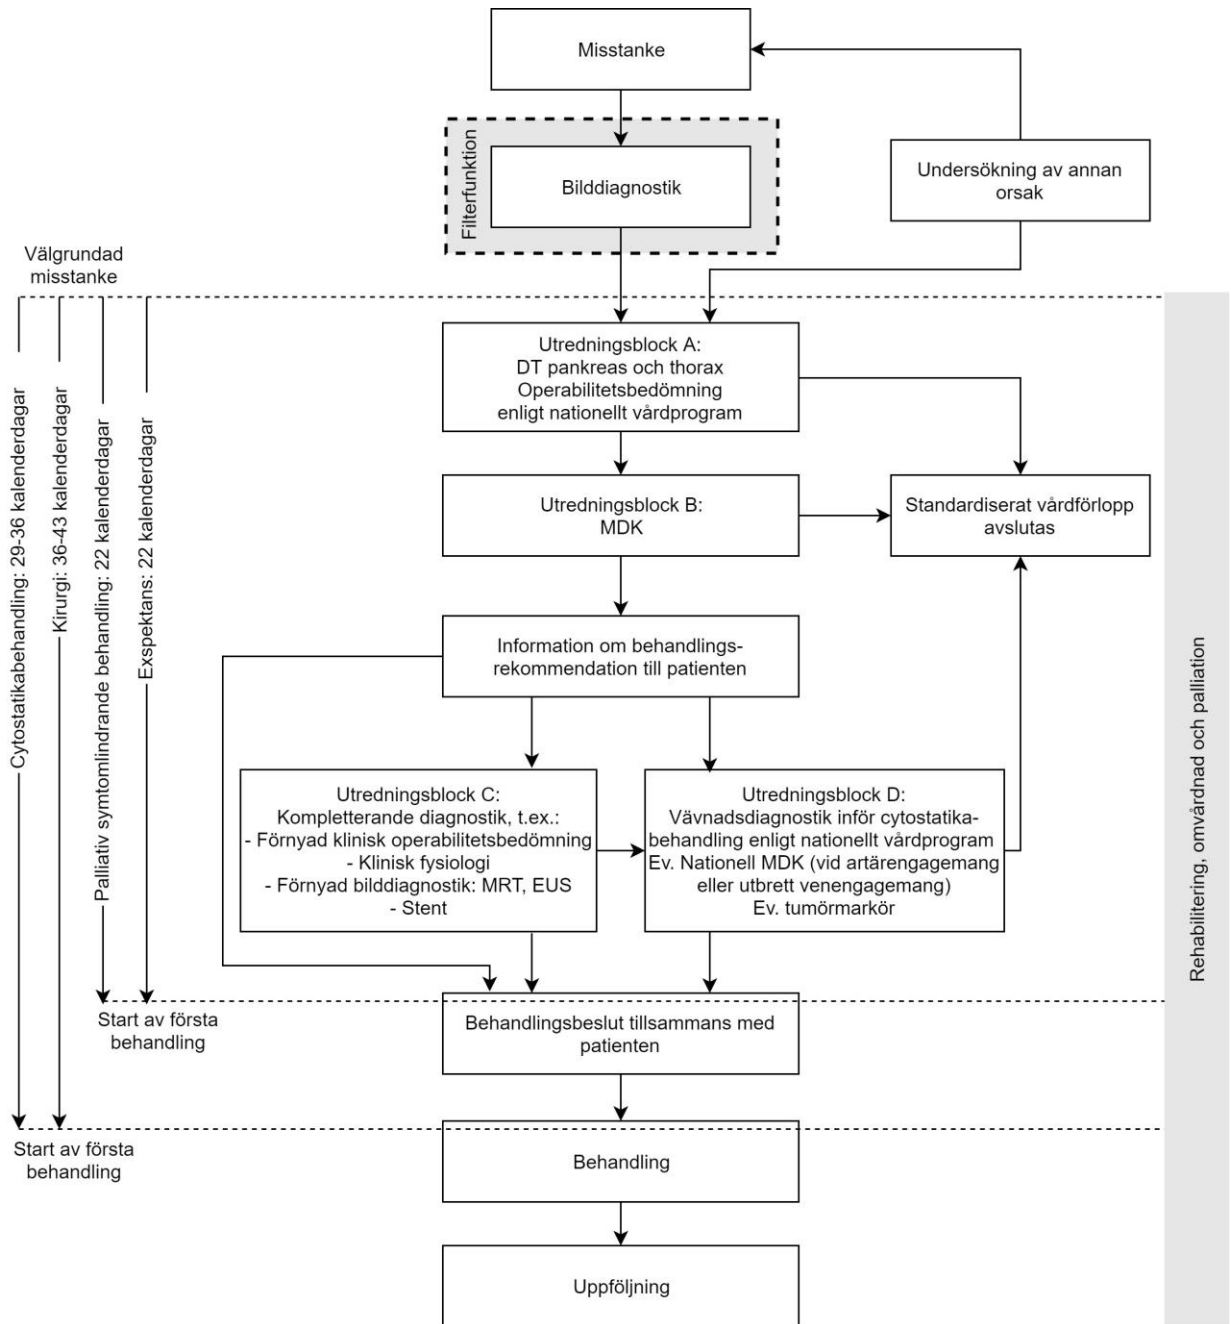 Misstanke
Filterfunktion
Bilddiagnostik
Undersökning av annan
orsak
Välgrundad
misstanke
Cytostatikabehandling: 29-36 kalenderdagar
Kirurgi: 36-43 kalenderdagar
Palliativ symtomlindrande behandling: 22 kalenderdagar
Exspektans: 22 kalenderdagar
Utredningsblock A:
DT pankreas och thorax
Operabilitetsbedömning
enligt nationellt vårdprogram
Utredningsblock B:
MDK
Standardiserat vårdförlopp
avslutas
Information om behandlings-
rekommendation till patienten
Utredningsblock C:
Kompletterande diagnostik, t.ex.:
- Förnyad klinisk operabilitetsbedömning
- Klinisk fysiologi
- Förnyad bilddiagnostik: MRT, EUS
- Stent
Utredningsblock D:
Vävnadsdiagnostik inför cytostatika-
behandling enligt nationellt vårdprogram
Ev. Nationell MDK (vid artärengagemang
eller utbrett venengagemang)
Ev. tumörmarkör
Rehabilitering, omvårdnad och palliation
Start av första
behandling
Behandlingsbeslut tillsammans med
patienten
Start av första
behandling
Behandling
Uppföljning